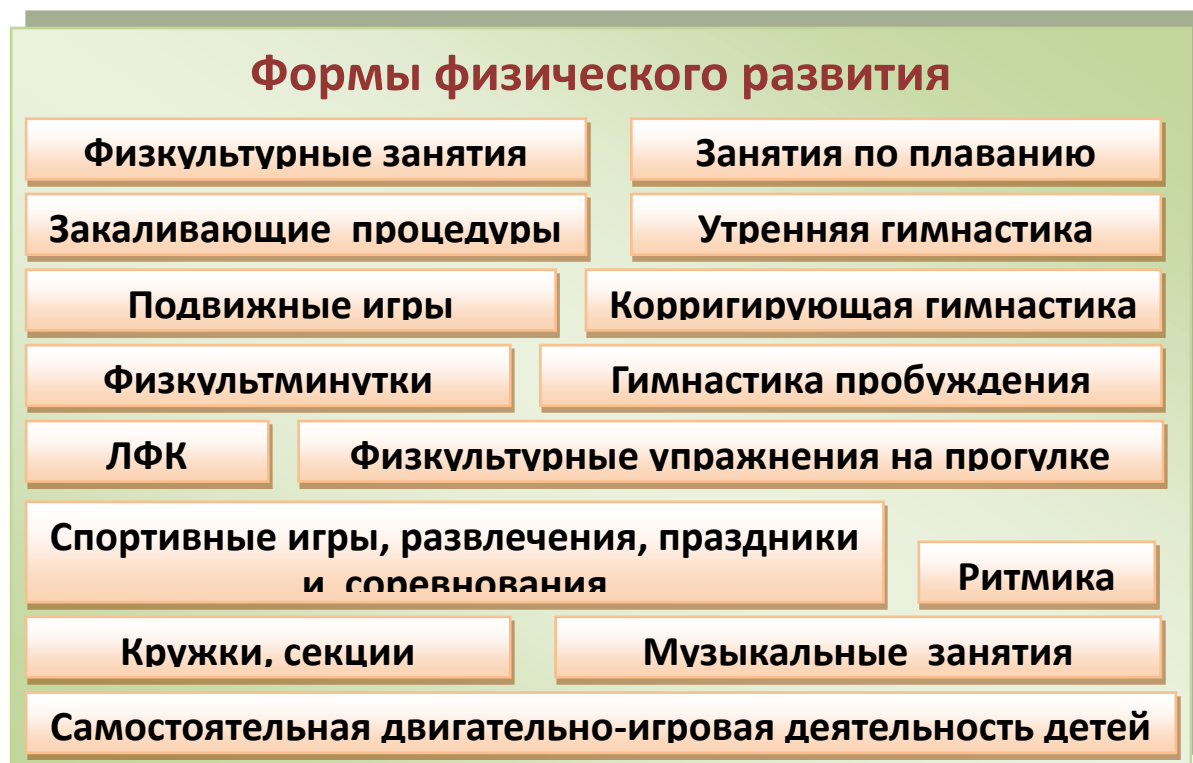 Формы физического развития
Физкультурные занятия
Занятия по плаванию
Закаливающие процедуры
Утренняя гимнастика
Подвижные игры
Корригирующая гимнастика
Физкультминутки
Гимнастика пробуждения
ЛФК
Физкультурные упражнения на прогулке
Спортивные игры, развлечения, праздники
и соревнования
Ритмика
Кружки, секции
Музыкальные занятия
Самостоятельная двигательно-игровая деятельность детей